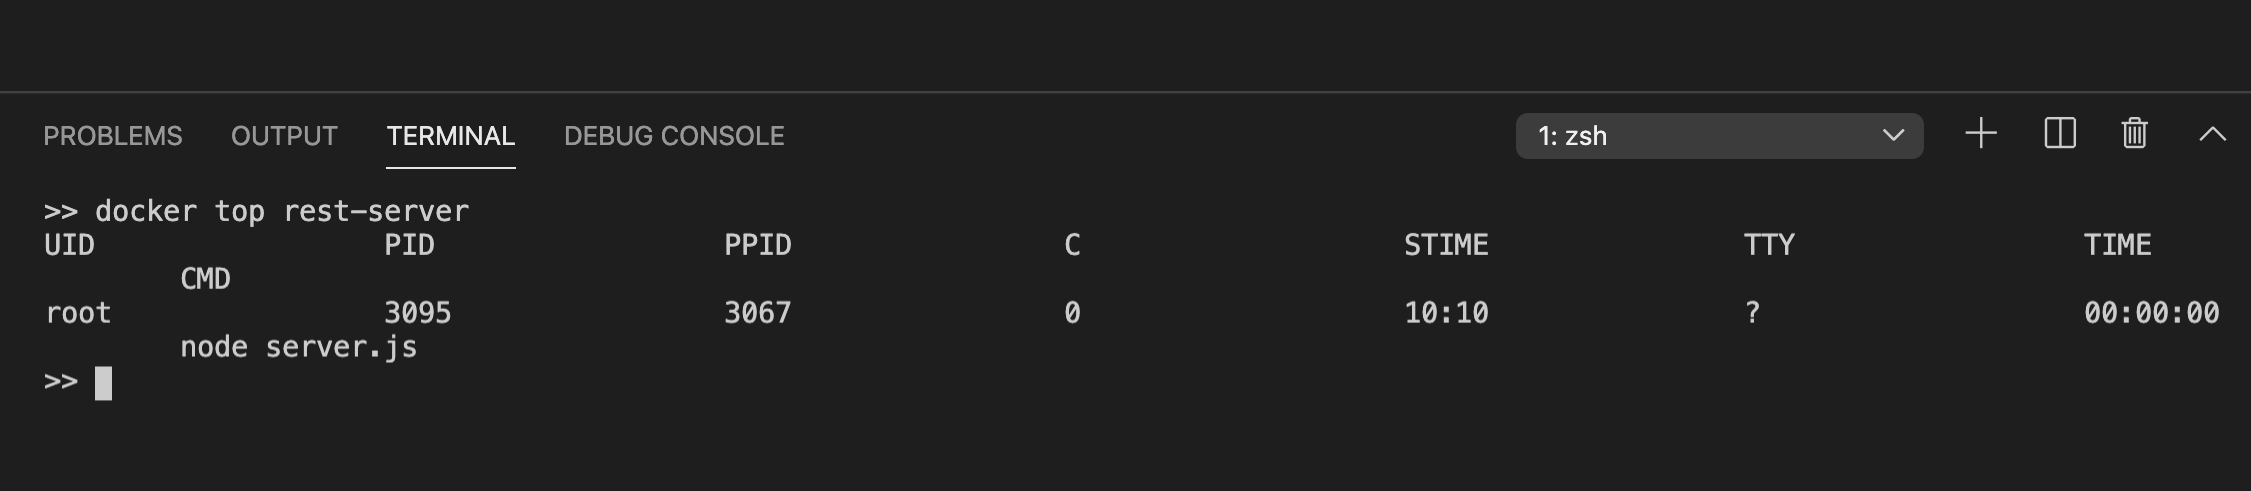 PROBLEMS OUTPUT TERMINAL DEBUG CONSOLE 1: zsh
>> docker top rest-server
UID PID PPID C STIME TTY TIME
CMD
root 3095 3067 0 10:10 ? 00:00:00
node server.js
>>